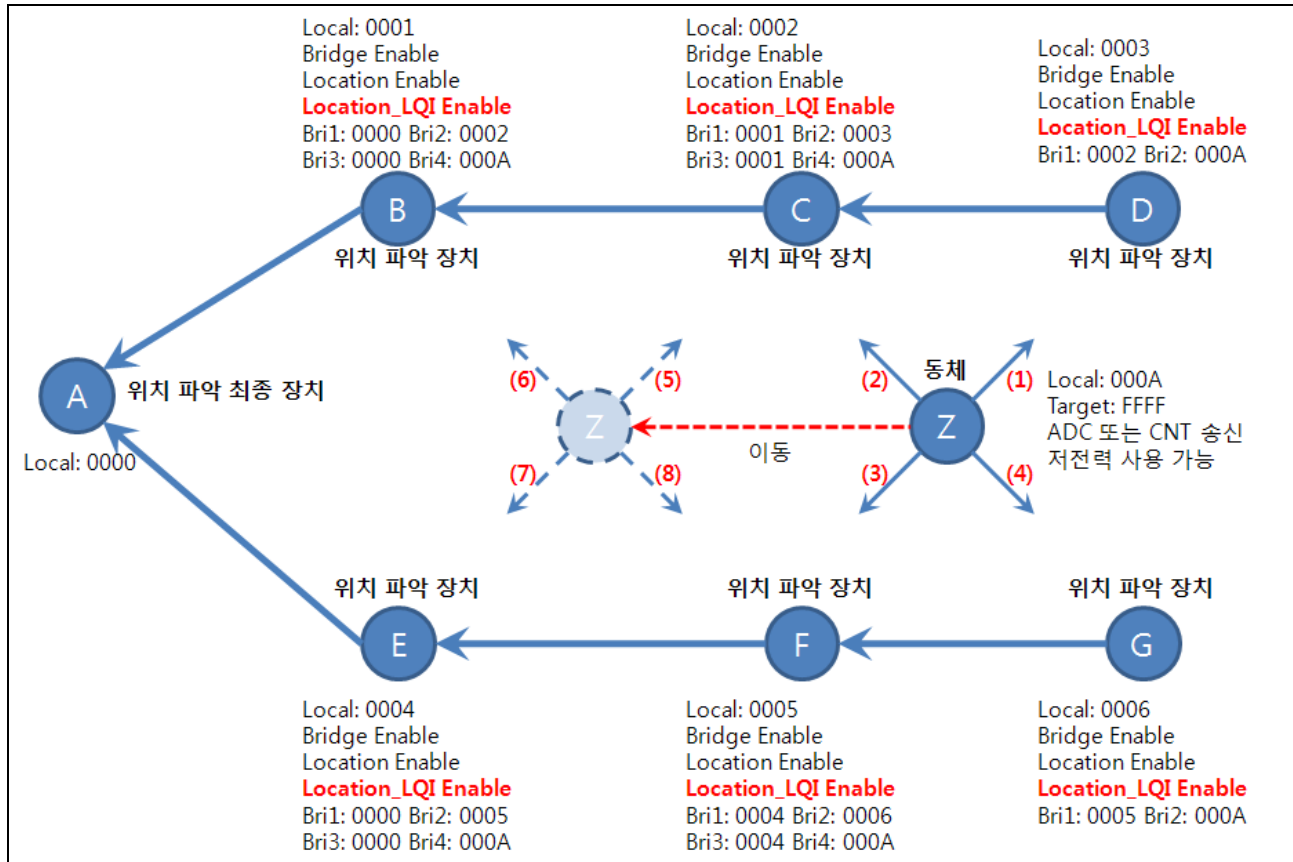 Local: 0001
Bridge Enable
Location Enable
Location_LQI Enable
Bri1: 0000 Bri2: 0002
Bri3: 0000 Bri4: 000A
Local: 0002
Bridge Enable
Location Enable
Location_LQI Enable
Bri1: 0001 Bri2: 0003
Bri3: 0001 Bri4: 000A
Local: 0003
Bridge Enable
Location Enable
Location_LQI Enable
Bri1: 0002 Bri2: 000A
B
C
D
위치 파악 장치
위치 파악 장치
위치 파악 장치
A
위치 파악 최종 장치
Local: 0000
(6)
(5)
Z
(7)
(8)
이동
동체
(2)
(1)
Z
(3)
(4)
Local: 000A
Target: FFFF
ADC 또는 CNT 송신
저전력 사용 가능
위치 파악 장치
위치 파악 장치
위치 파악 장치
E
F
G
Local: 0004
Bridge Enable
Location Enable
Location_LQI Enable
Bri1: 0000 Bri2: 0005
Bri3: 0000 Bri4: 000A
Local: 0005
Bridge Enable
Location Enable
Location_LQI Enable
Bri1: 0004 Bri2: 0006
Bri3: 0004 Bri4: 000A
Local: 0006
Bridge Enable
Location Enable
Location_LQI Enable
Bri1: 0005 Bri2: 000A